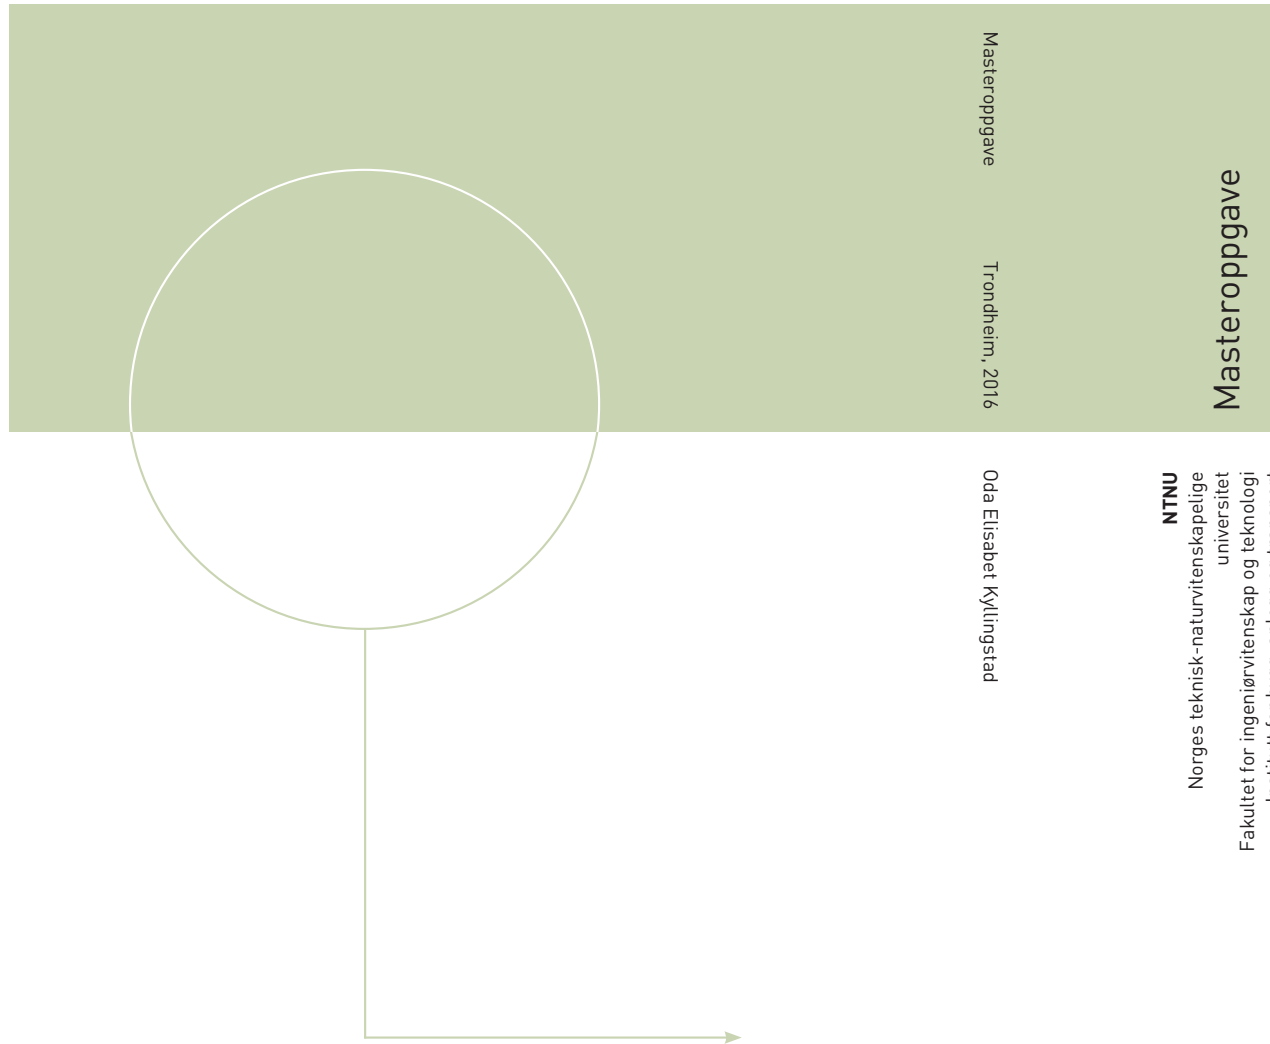 Masteroppgave
Trondheim, 2016
Oda Elisabet Kyllingstad
Masteroppgave
NTNU
Norges teknisk-naturvitenskapelige
universitet
Fakultet for ingeniørvitenskap og teknologi